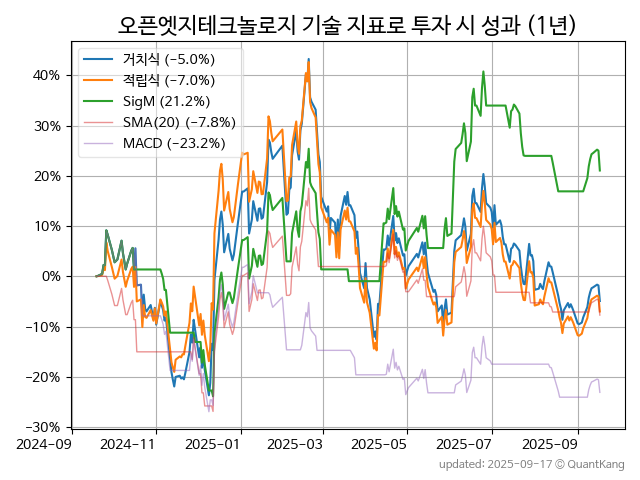 오픈엣지테크놀로지 기술 지표로 투자 시 성과 (1년)
거치식 (−5.0%)
적립식 (−7.0%)
SigM (21.2%)
SMA(20) (−7.8%)
MACD (−23.2%)
40%
30%
20%
10%
0%
−10%
−20%
−30%
2024-09 2024-11 2025-01 2025-03 2025-05 2025-07 2025-09
updated: 2025-09-17 © QuantKang